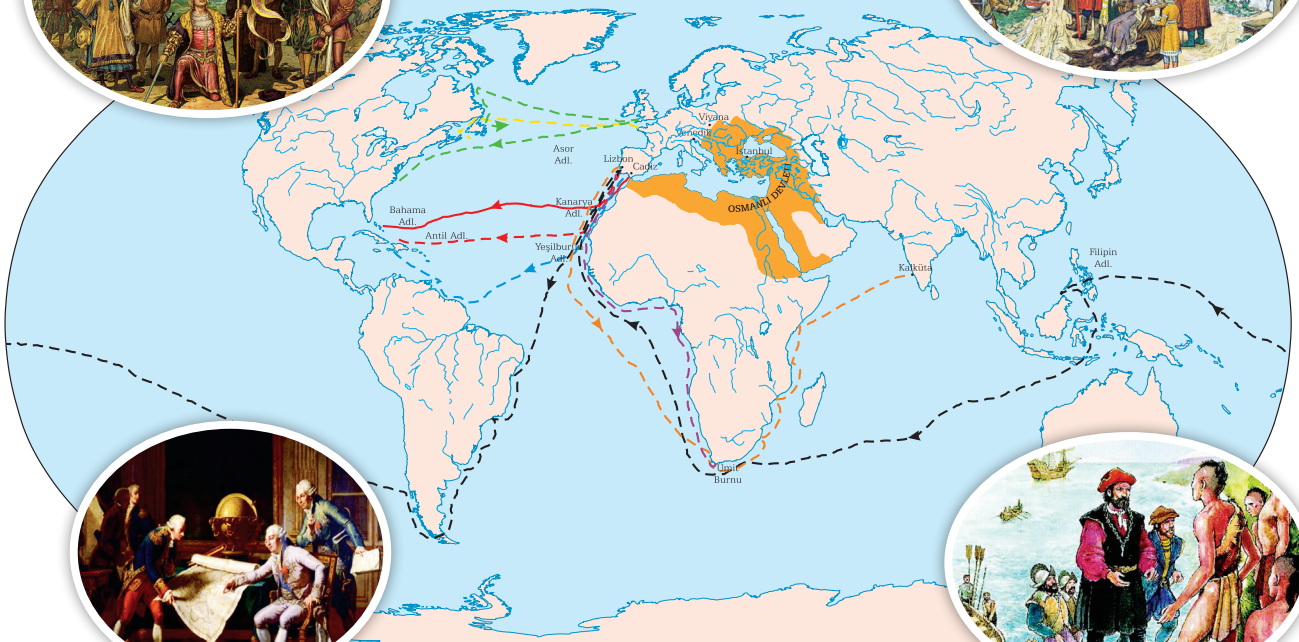 Viyana
Venedik
İstanbul
Asor
Adl.
Lizbon
Cadiz
OSMANLI DEVLETİ
Kanarya
Adl.
Bahama
Adl.
Antil Adl.
Yeşilburun
Adl.
Filipin
Adl.
Kalküta
Ümit
Burnu